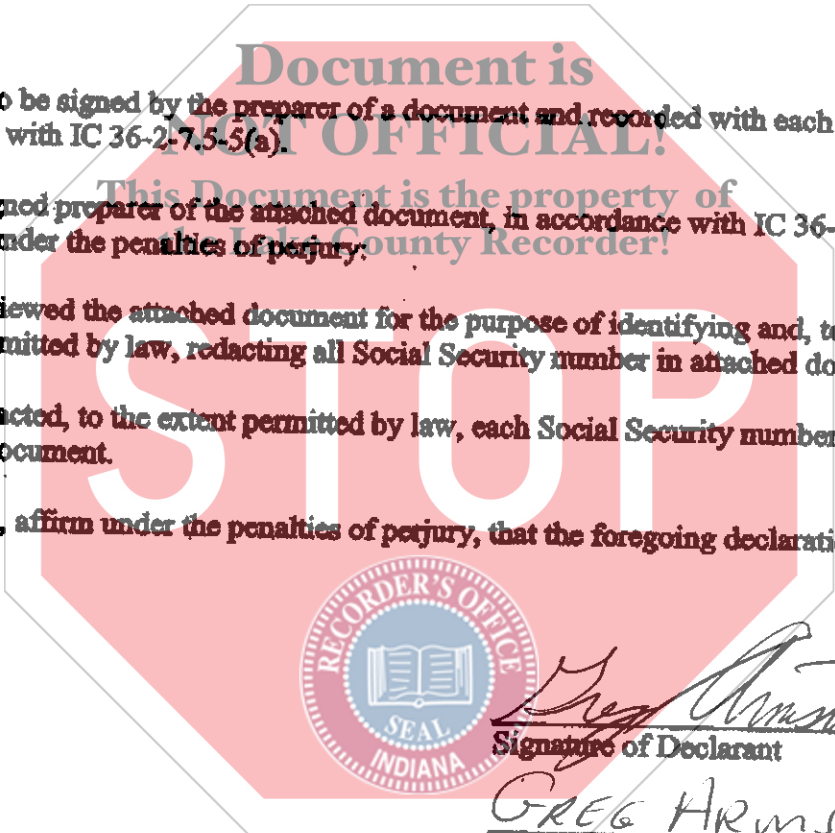 Document is
o be signed by the preparer of a document and recorded with each
with IC 36-2-7.5-5(a).
NOT OFFICIAL!
This Document is the property of
ned preparer of the attached document, in accordance with IC 36-
the Lake County Recorder!
nder the penalties of perjury:
iewed the attached document for the purpose of identifying and, t
mitted by law, redacting all Social Security number in attached do
acted, to the extent permitted by law, each Social Security number
ocument.
STOP
, affirm under the penalties of perjury, that the foregoing declarati
RECORDER'S OFFICE
SEAL
INDIANA
Greg
Signature of Declarant
GREG ARM